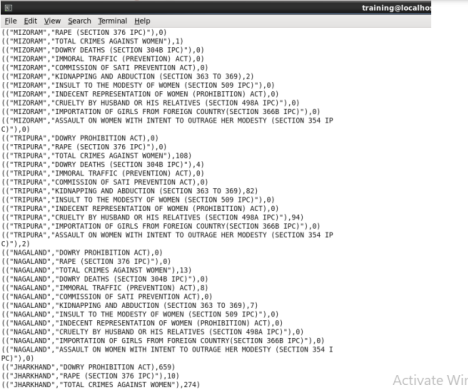 training@localhos
File Edit View Search Terminal Help
(("MIZORAM","RAPE (SECTION 376 IPC)"),0)
(("MIZORAM","TOTAL CRIMES AGAINST WOMEN"),1)
(("MIZORAM","DOWRY DEATHS (SECTION 304B IPC)"),0)
(("MIZORAM","IMMORAL TRAFFIC (PREVENTION) ACT),0)
(("MIZORAM","COMMISSION OF SATI PREVENTION ACT),0)
(("MIZORAM","KIDNAPPING AND ABDUCTION (SECTION 363 TO 369),2)
(("MIZORAM","INSULT TO THE MODESTY OF WOMEN (SECTION 509 IPC)"),0)
(("MIZORAM","INDECENT REPRESENTATION OF WOMEN (PROHIBITION) ACT),0)
(("MIZORAM","CRUELTY BY HUSBAND OR HIS RELATIVES (SECTION 498A IPC)"),0)
(("MIZORAM","IMPORTATION OF GIRLS FROM FOREIGN COUNTRY(SECTION 366B IPC)"),0)
(("MIZORAM","ASSAULT ON WOMEN WITH INTENT TO OUTRAGE HER MODESTY (SECTION 354 IP
C)"),0)
(("TRIPURA","DOWRY PROHIBITION ACT),0)
(("TRIPURA","RAPE (SECTION 376 IPC)"),0)
(("TRIPURA","TOTAL CRIMES AGAINST WOMEN"),108)
(("TRIPURA","DOWRY DEATHS (SECTION 304B IPC)"),4)
(("TRIPURA","IMMORAL TRAFFIC (PREVENTION) ACT),0)
(("TRIPURA","COMMISSION OF SATI PREVENTION ACT),0)
(("TRIPURA","KIDNAPPING AND ABDUCTION (SECTION 363 TO 369),82)
(("TRIPURA","INSULT TO THE MODESTY OF WOMEN (SECTION 509 IPC)"),0)
(("TRIPURA","INDECENT REPRESENTATION OF WOMEN (PROHIBITION) ACT),0)
(("TRIPURA","CRUELTY BY HUSBAND OR HIS RELATIVES (SECTION 498A IPC)"),94)
(("TRIPURA","IMPORTATION OF GIRLS FROM FOREIGN COUNTRY(SECTION 366B IPC)"),0)
(("TRIPURA","ASSAULT ON WOMEN WITH INTENT TO OUTRAGE HER MODESTY (SECTION 354 IP
C)"),2)
(("NAGALAND","DOWRY PROHIBITION ACT),0)
(("NAGALAND","RAPE (SECTION 376 IPC)"),0)
(("NAGALAND","TOTAL CRIMES AGAINST WOMEN"),13)
(("NAGALAND","DOWRY DEATHS (SECTION 304B IPC)"),0)
(("NAGALAND","IMMORAL TRAFFIC (PREVENTION) ACT),8)
(("NAGALAND","COMMISSION OF SATI PREVENTION ACT),0)
(("NAGALAND","KIDNAPPING AND ABDUCTION (SECTION 363 TO 369),7)
(("NAGALAND","INSULT TO THE MODESTY OF WOMEN (SECTION 509 IPC)"),0)
(("NAGALAND","INDECENT REPRESENTATION OF WOMEN (PROHIBITION) ACT),0)
(("NAGALAND","CRUELTY BY HUSBAND OR HIS RELATIVES (SECTION 498A IPC)"),0)
(("NAGALAND","IMPORTATION OF GIRLS FROM FOREIGN COUNTRY(SECTION 366B IPC)"),0)
(("NAGALAND","ASSAULT ON WOMEN WITH INTENT TO OUTRAGE HER MODESTY (SECTION 354 I
PC)"),0)
(("JHARKHAND","DOWRY PROHIBITION ACT),659)
(("JHARKHAND","RAPE (SECTION 376 IPC)"),10)
(("JHARKHAND","TOTAL CRIMES AGAINST WOMEN"),274)
Activate Win